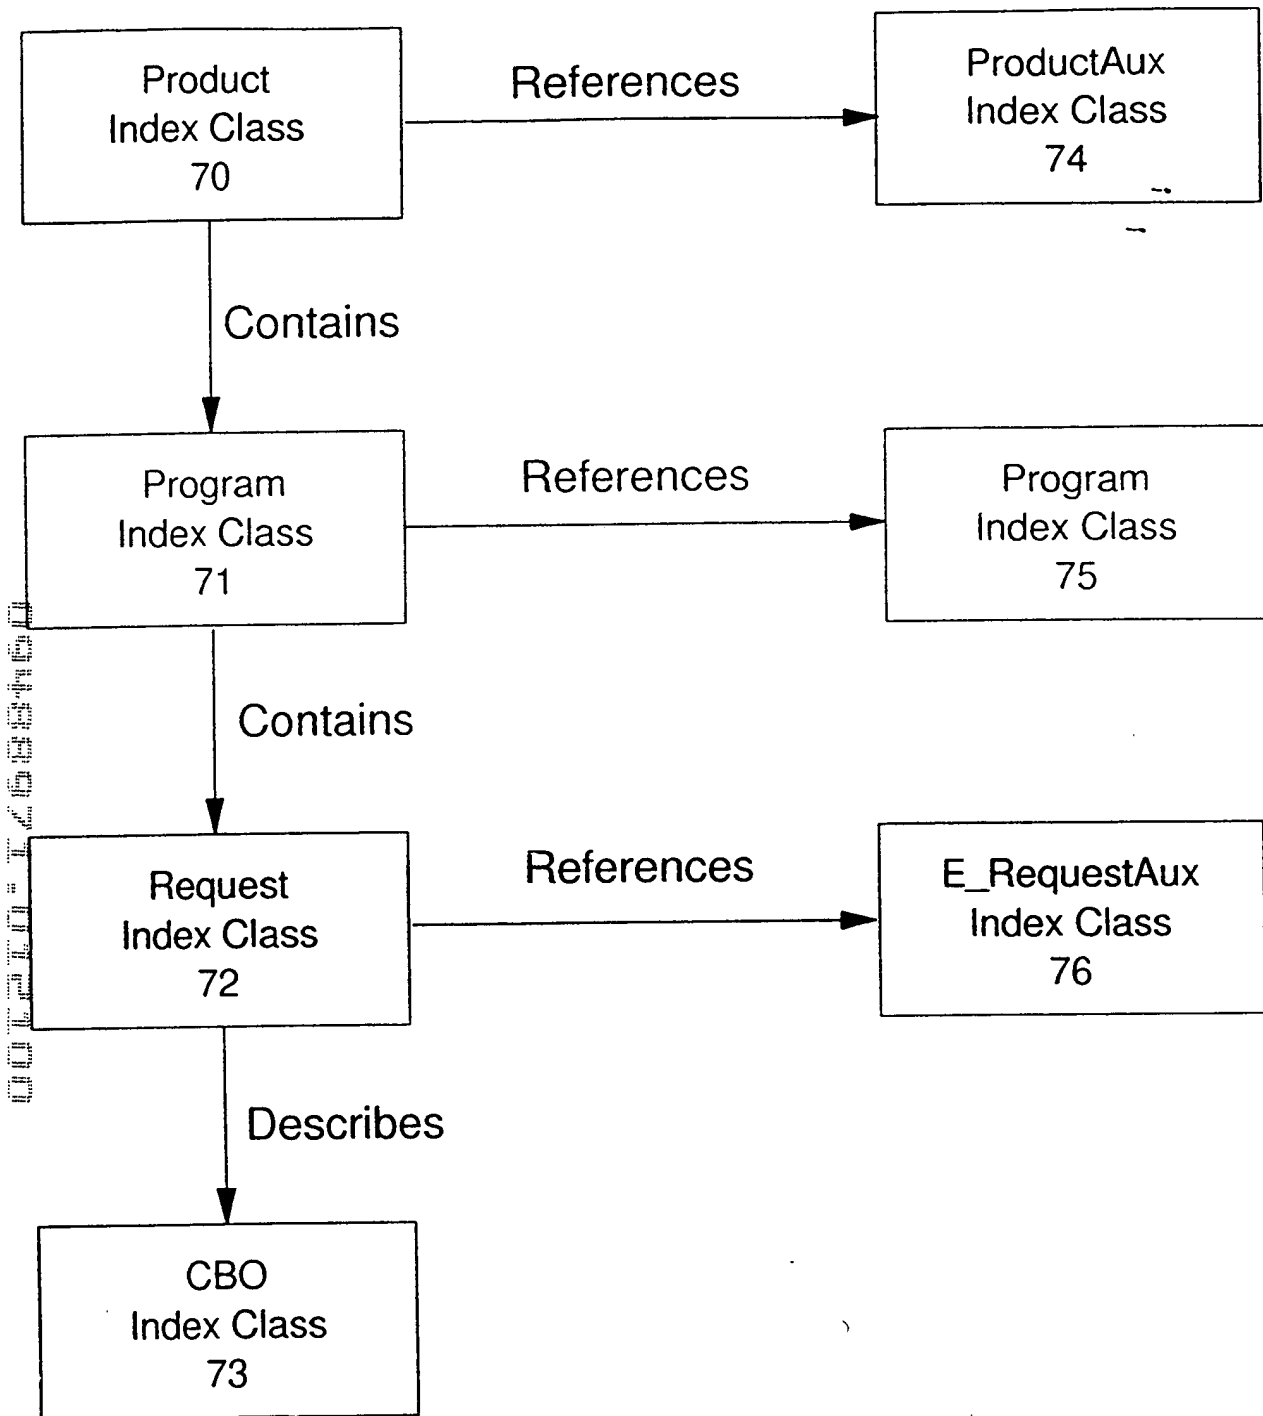 Product
Index Class
70
References
ProductAux
Index Class
74
Contains
Program
Index Class
71
References
Program
Index Class
75
Contains
Request
Index Class
72
References
E_RequestAux
Index Class
76
Describes
CBO
Index Class
73